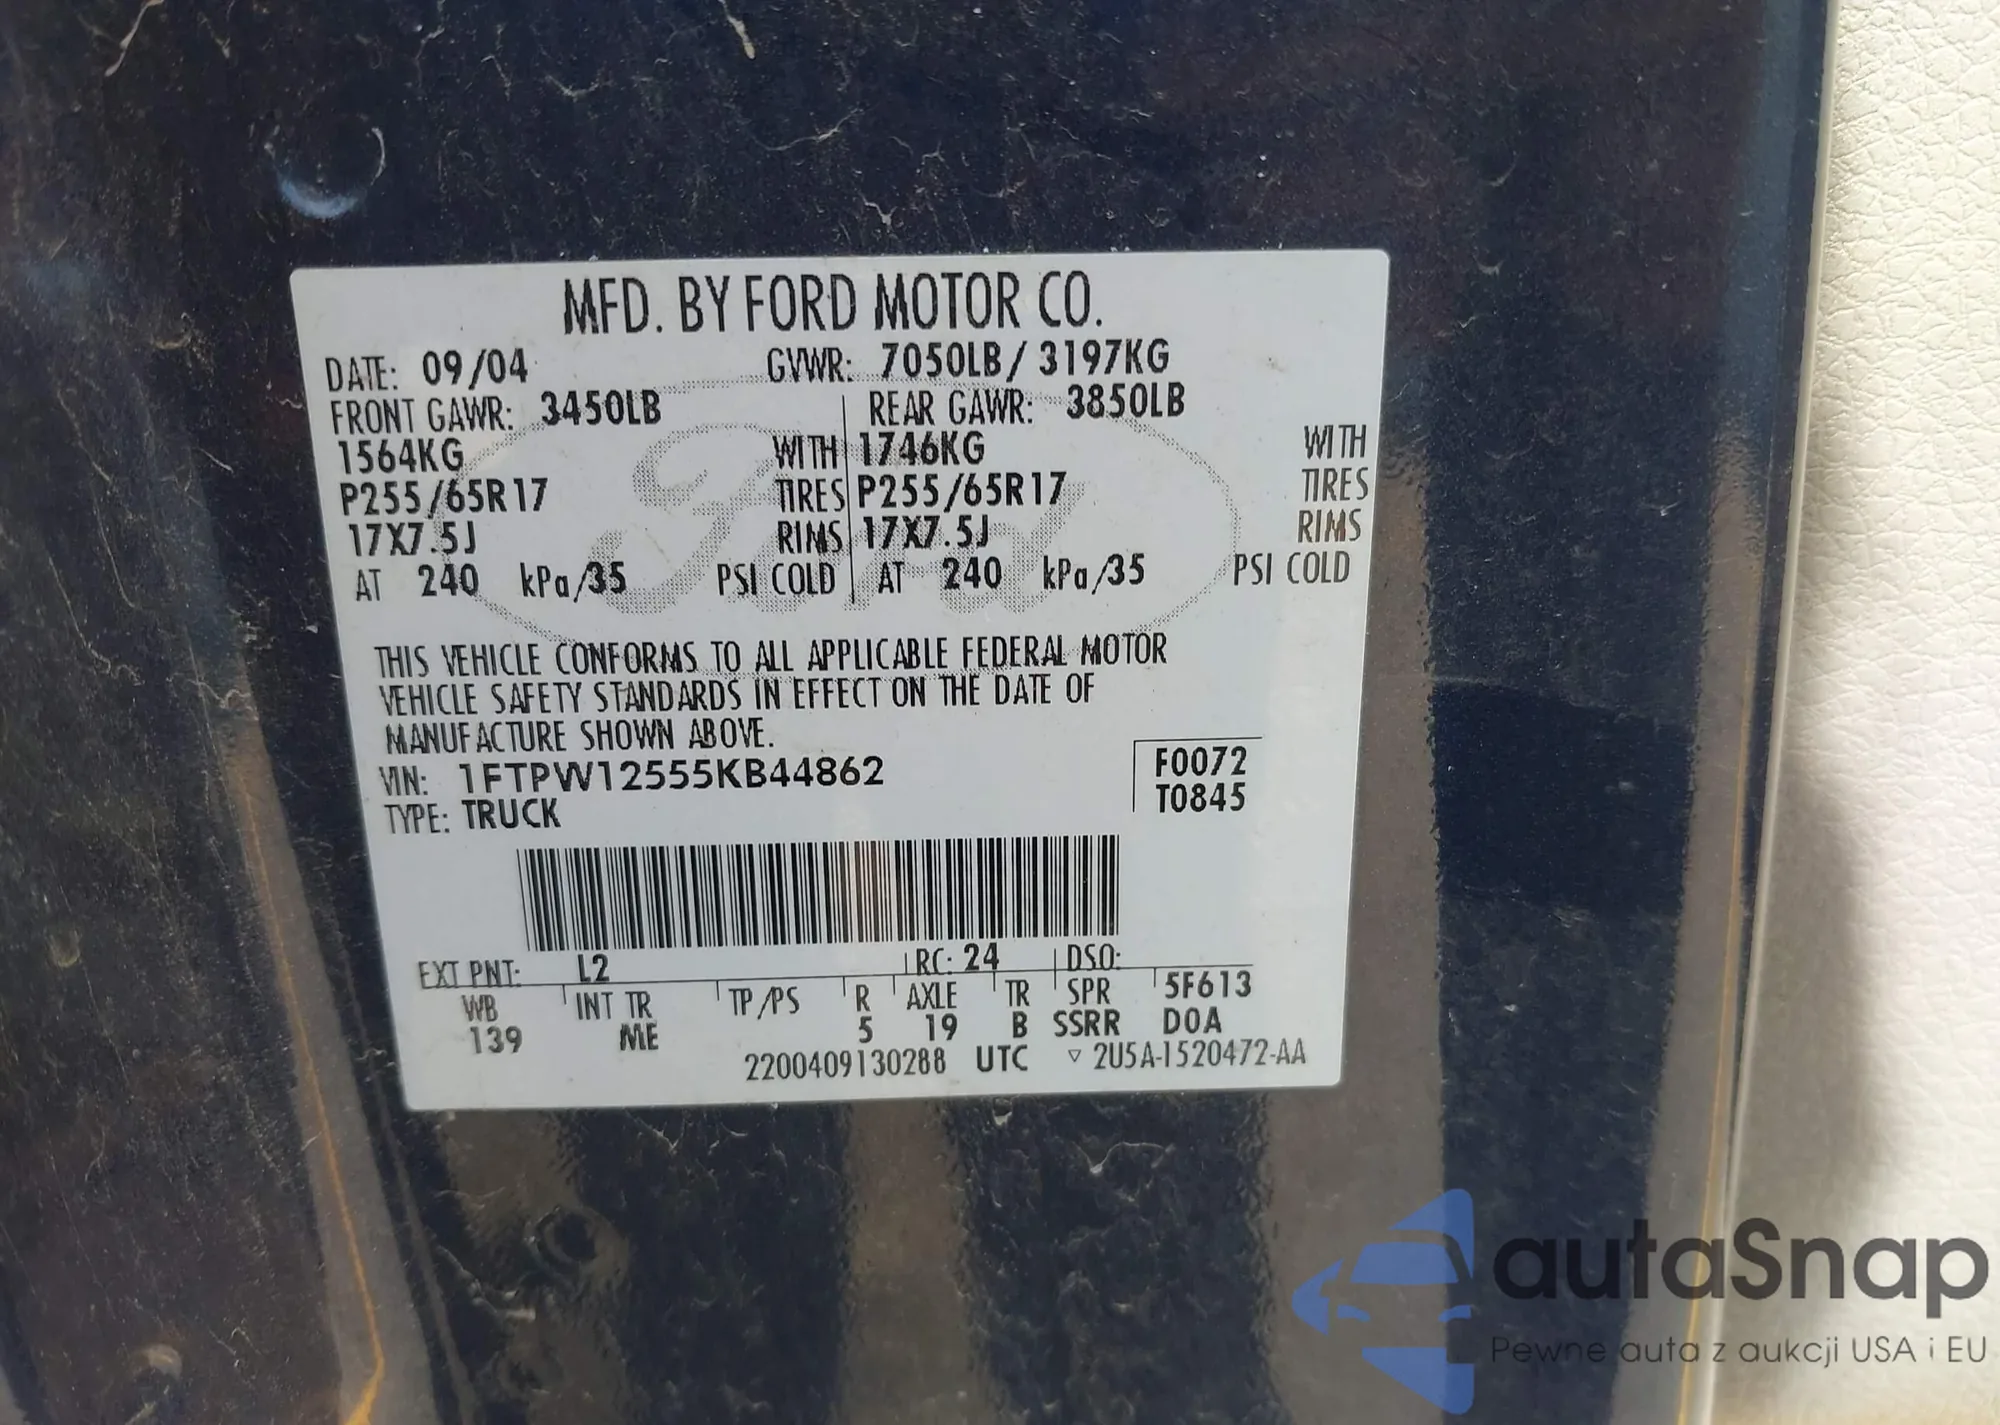 MFD. BY FORD MOTOR CO.
DATE: 09/04 GVWR: 7050LB/ 3197KG
FRONT GAWR: 3450LB REAR GAWR: 3850LB
1564KG WITH 1746KG WITH
P255/65R17 TIRES P255/65R17 TIRES
17X7.5J RIMS 17X7.5J RIMS
AT 240 kPa/35 PSI COLD AT 240 kPa/35 PSI COLD
Ford
THIS VEHICLE CONFORMS TO ALL APPLICABLE FEDERAL MOTOR
VEHICLE SAFETY STANDARDS IN EFFECT ON THE DATE OF
MANUFACTURE SHOWN ABOVE.
VIN: 1FTPW12555KB44862 F0072
TYPE: TRUCK T0845
EXT PNT: L2 RC: 24 DSO:
WB INT TR TP/PS R AXLE TR SPR 5F613
139 ME 5 19 B SSRR D0A
2200409130288 UTC ▽ 2U5A-1520472-AA
autaSnap
Pewne auta z aukcji USA i EU